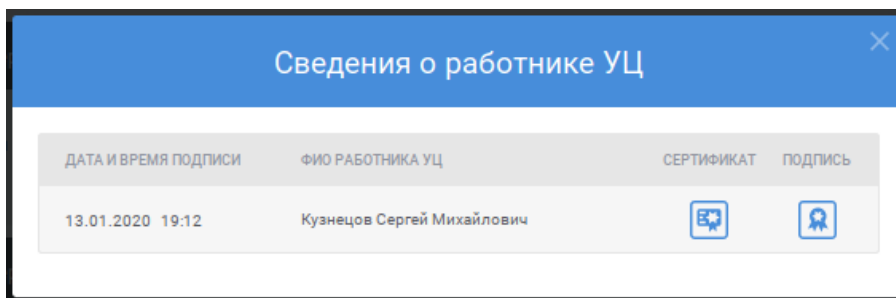 Сведения о работнике УЦ
ДАТА И ВРЕМЯ ПОДПИСИ ФИО РАБОТНИКА УЦ СЕРТИФИКАТ ПОДПИСЬ
13.01.2020 19:12 Кузнецов Сергей Михайлович